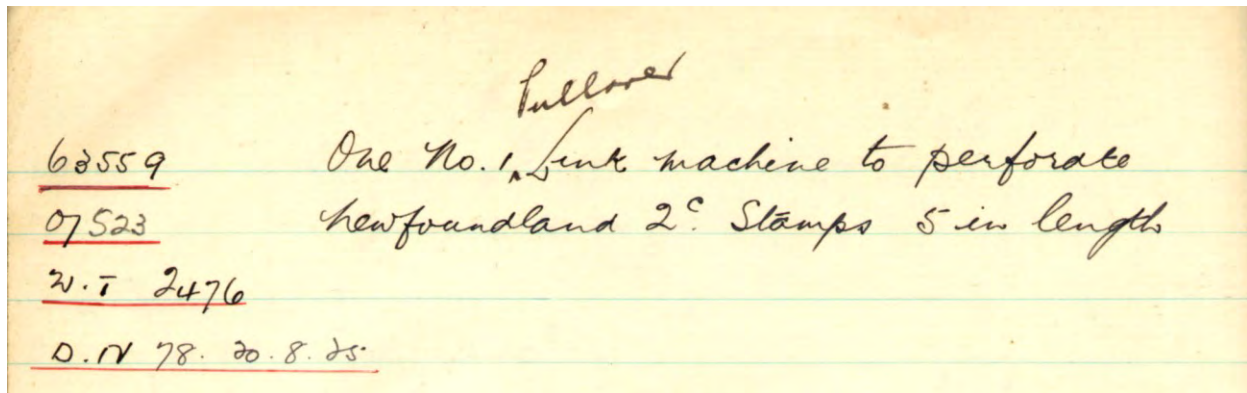 Pullover
63559 One No. 1 ‸ Link machine to perforate
07523 Newfoundland 2c. Stamps 5 in length
W.T 2476
D.N 78. 20.8.25